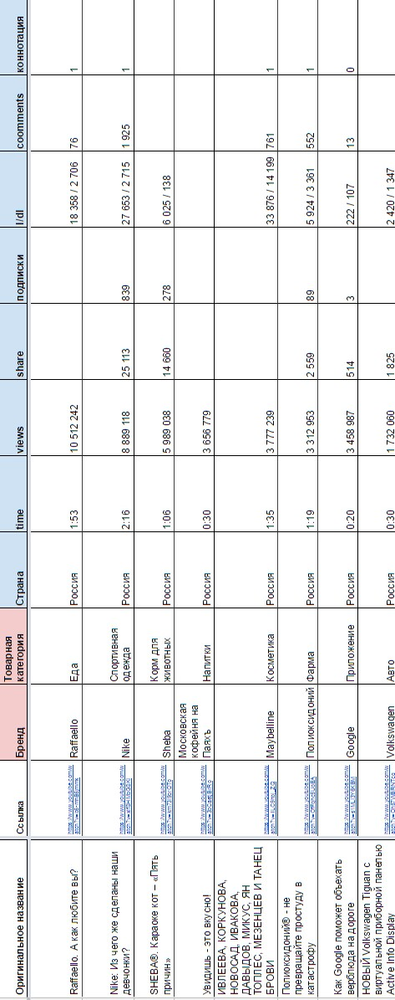 Оригинальное название
Ссылка
Бренд
Товарная
категория
Страна
time
views
share
подписки
l/dl
coomments
коннотация
Raffaello. А как любите вы?
Raffaello
Еда
Россия
1:53
10 512 242
18 358 / 2 706
76
1
Nike: Из чего же сделаны наши
девчонки?
Nike
Спортивная
одежда
Россия
2:16
8 889 118
25 113
839
27 653 / 2 715
1 925
1
SHEBA®. Караоке кот – «Пять
причин»
Sheba
Корм для
животных
Россия
1:06
5 989 038
14 660
278
6 025 / 138
Увидишь - это вкусно!
Московская
кофейня на
Паяхъ
Напитки
Россия
0:30
3 656 779
ИВЛЕЕВА, КОРКУНОВА,
НОВОСАД, ИВАКОВА,
ДАВЫДОВ, МИКУС, ЯН
ТОПЛЕС, МЕЗЕНЦЕВ И ТАНЕЦ
БРОВИ
Maybelline
Косметика
Россия
1:35
3 777 239
33 876 / 14 199
761
1
Полиоксидоний® - не
превращайте простуду в
катастрофу
Полиоксидоний
Фарма
Россия
1:19
3 312 953
2 559
89
5 924 / 3 361
552
1
Как Google поможет объехать
верблюда на дороге
Google
Приложение
Россия
0:20
3 458 987
514
3
222 / 107
13
0
НОВЫЙ Volkswagen Tiguan с
виртуальной приборной панелью
Active Info Display
Volkswagen
Авто
Россия
0:30
1 732 060
1 825
2 420 / 1 347